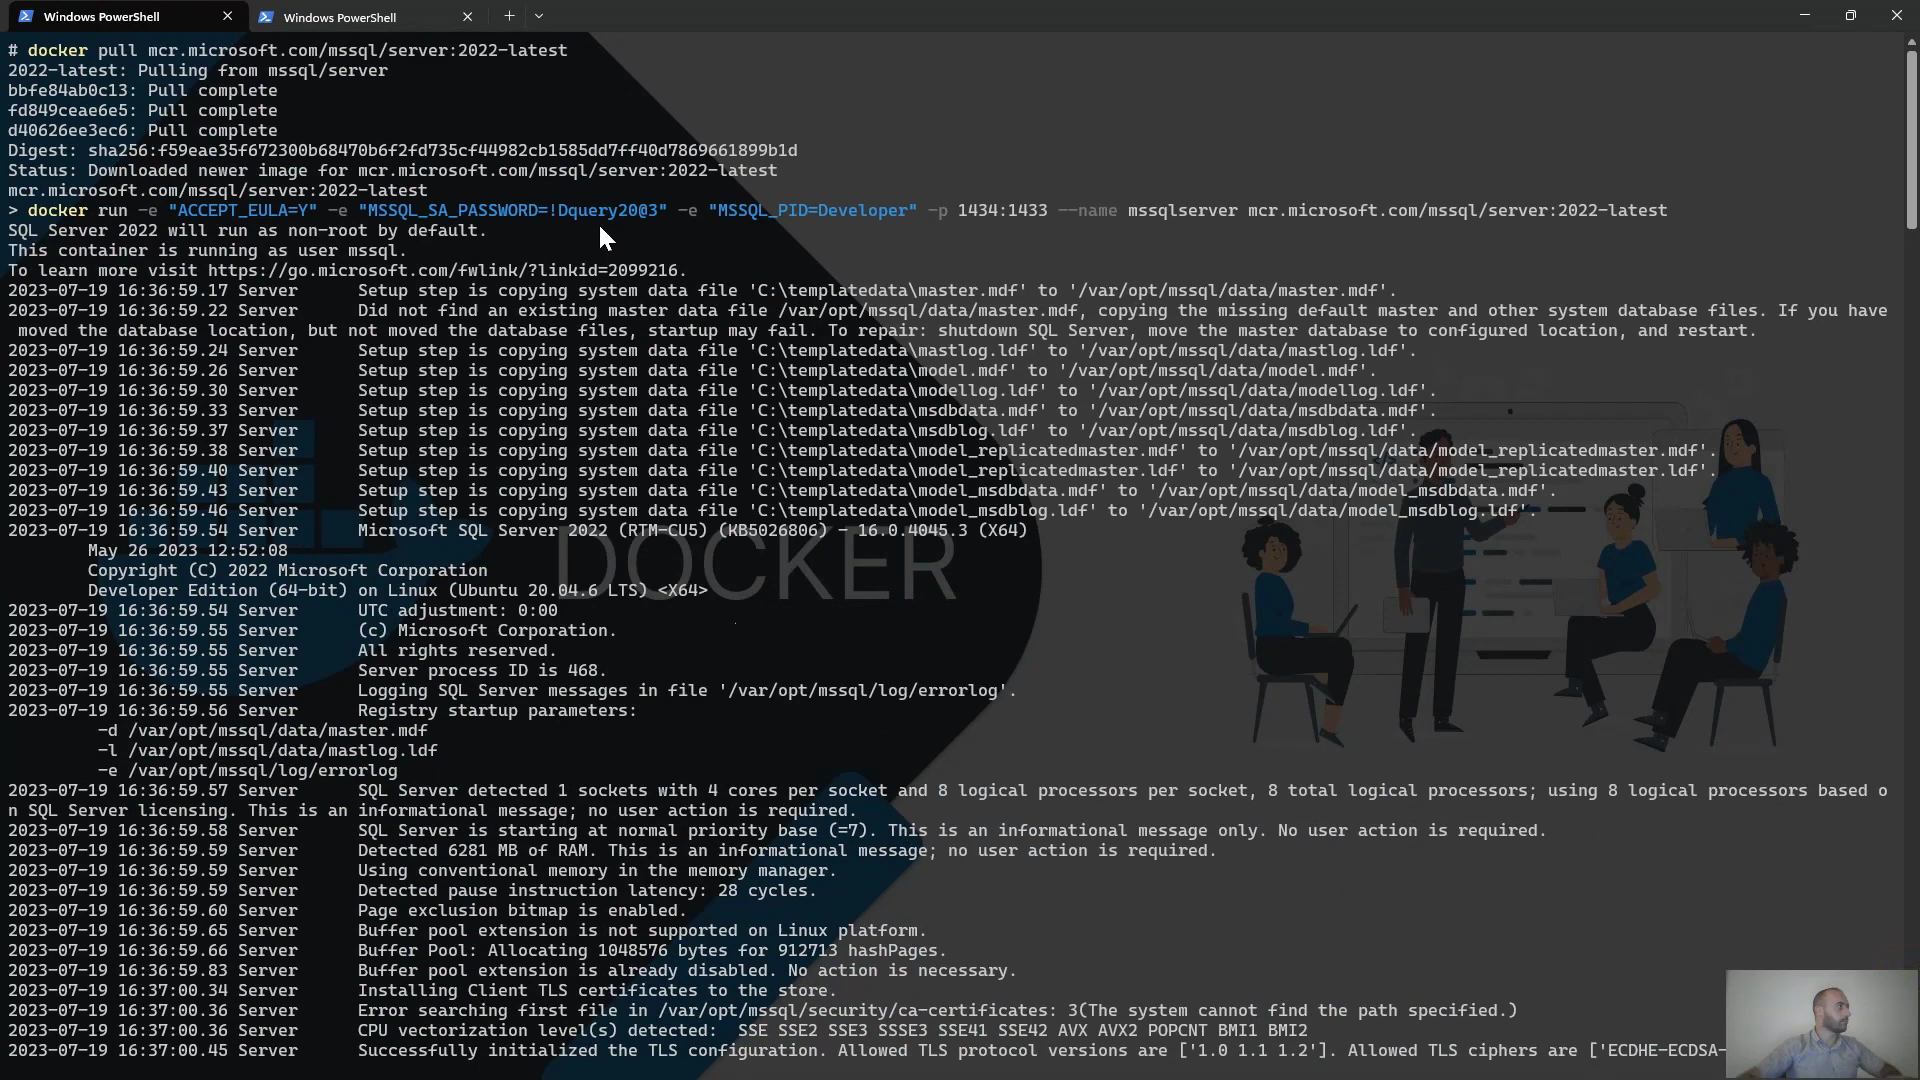 Windows PowerShell
Windows PowerShell
# docker pull mcr.microsoft.com/mssql/server:2022-latest
2022-latest: Pulling from mssql/server
bbfe84ab0c13: Pull complete
fd849ceae6e5: Pull complete
d40626ee3ec6: Pull complete
Digest: sha256:f59eae35f672300b68470b6f2fd735cf44982cb1585dd7ff40d7869661899b1d
Status: Downloaded newer image for mcr.microsoft.com/mssql/server:2022-latest
mcr.microsoft.com/mssql/server:2022-latest
> docker run -e "ACCEPT_EULA=Y" -e "MSSQL_SA_PASSWORD=!Dquery20@3" -e "MSSQL_PID=Developer" -p 1434:1433 --name mssqlserver mcr.microsoft.com/mssql/server:2022-latest
SQL Server 2022 will run as non-root by default.
This container is running as user mssql.
To learn more visit https://go.microsoft.com/fwlink/?linkid=2099216.
2023-07-19 16:36:59.17 Server      Setup step is copying system data file 'C:\templatedata\master.mdf' to '/var/opt/mssql/data/master.mdf'.
2023-07-19 16:36:59.22 Server      Did not find an existing master data file /var/opt/mssql/data/master.mdf, copying the missing default master and other system database files. If you have
moved the database location, but not moved the database files, startup may fail. To repair: shutdown SQL Server, move the master database to configured location, and restart.
2023-07-19 16:36:59.24 Server      Setup step is copying system data file 'C:\templatedata\mastlog.ldf' to '/var/opt/mssql/data/mastlog.ldf'.
2023-07-19 16:36:59.26 Server      Setup step is copying system data file 'C:\templatedata\model.mdf' to '/var/opt/mssql/data/model.mdf'.
2023-07-19 16:36:59.30 Server      Setup step is copying system data file 'C:\templatedata\modellog.ldf' to '/var/opt/mssql/data/modellog.ldf'.
2023-07-19 16:36:59.33 Server      Setup step is copying system data file 'C:\templatedata\msdbdata.mdf' to '/var/opt/mssql/data/msdbdata.mdf'.
2023-07-19 16:36:59.37 Server      Setup step is copying system data file 'C:\templatedata\msdblog.ldf' to '/var/opt/mssql/data/msdblog.ldf'.
2023-07-19 16:36:59.38 Server      Setup step is copying system data file 'C:\templatedata\model_replicatedmaster.mdf' to '/var/opt/mssql/data/model_replicatedmaster.mdf'.
2023-07-19 16:36:59.40 Server      Setup step is copying system data file 'C:\templatedata\model_replicatedmaster.ldf' to '/var/opt/mssql/data/model_replicatedmaster.ldf'.
2023-07-19 16:36:59.43 Server      Setup step is copying system data file 'C:\templatedata\model_msdbdata.mdf' to '/var/opt/mssql/data/model_msdbdata.mdf'.
2023-07-19 16:36:59.46 Server      Setup step is copying system data file 'C:\templatedata\model_msdblog.ldf' to '/var/opt/mssql/data/model_msdblog.ldf'.
2023-07-19 16:36:59.54 Server      Microsoft SQL Server 2022 (RTM-CU5) (KB5026806) - 16.0.4045.3 (X64)
May 26 2023 12:52:08
Copyright (C) 2022 Microsoft Corporation
DOCKER
Developer Edition (64-bit) on Linux (Ubuntu 20.04.6 LTS) <X64>
2023-07-19 16:36:59.54 Server      UTC adjustment: 0:00
2023-07-19 16:36:59.55 Server      (c) Microsoft Corporation.
2023-07-19 16:36:59.55 Server      All rights reserved.
2023-07-19 16:36:59.55 Server      Server process ID is 468.
2023-07-19 16:36:59.55 Server      Logging SQL Server messages in file '/var/opt/mssql/log/errorlog'.
2023-07-19 16:36:59.56 Server      Registry startup parameters:
-d /var/opt/mssql/data/master.mdf
-l /var/opt/mssql/data/mastlog.ldf
-e /var/opt/mssql/log/errorlog
2023-07-19 16:36:59.57 Server      SQL Server detected 1 sockets with 4 cores per socket and 8 logical processors per socket, 8 total logical processors; using 8 logical processors based o
n SQL Server licensing. This is an informational message; no user action is required.
2023-07-19 16:36:59.58 Server      SQL Server is starting at normal priority base (=7). This is an informational message only. No user action is required.
2023-07-19 16:36:59.59 Server      Detected 6281 MB of RAM. This is an informational message; no user action is required.
2023-07-19 16:36:59.59 Server      Using conventional memory in the memory manager.
2023-07-19 16:36:59.59 Server      Detected pause instruction latency: 28 cycles.
2023-07-19 16:36:59.60 Server      Page exclusion bitmap is enabled.
2023-07-19 16:36:59.65 Server      Buffer pool extension is not supported on Linux platform.
2023-07-19 16:36:59.66 Server      Buffer Pool: Allocating 1048576 bytes for 912713 hashPages.
2023-07-19 16:36:59.83 Server      Buffer pool extension is already disabled. No action is necessary.
2023-07-19 16:37:00.34 Server      Installing Client TLS certificates to the store.
2023-07-19 16:37:00.36 Server      Error searching first file in /var/opt/mssql/security/ca-certificates: 3(The system cannot find the path specified.)
2023-07-19 16:37:00.36 Server      CPU vectorization level(s) detected:  SSE SSE2 SSE3 SSSE3 SSE41 SSE42 AVX AVX2 POPCNT BMI1 BMI2
2023-07-19 16:37:00.45 Server      Successfully initialized the TLS configuration. Allowed TLS protocol versions are ['1.0 1.1 1.2']. Allowed TLS ciphers are ['ECDHE-ECDSA-